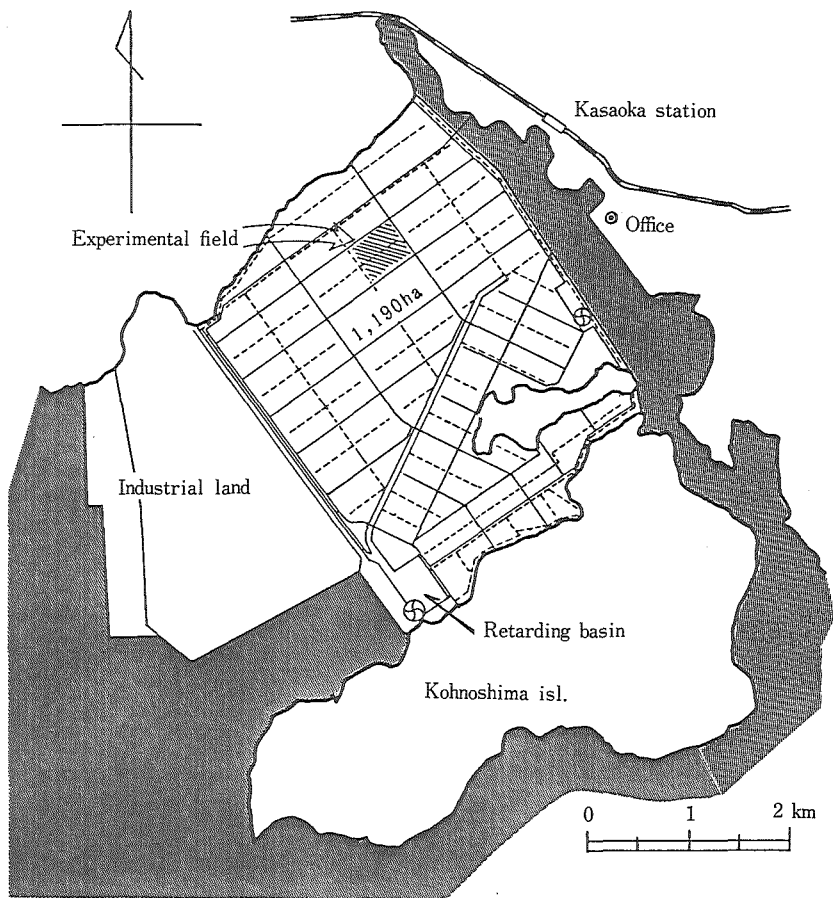 Kasaoka station
Office
Experimental field
1,190ha
Industrial land
Retarding basin
Kohnoshima isl.
0 1 2 km